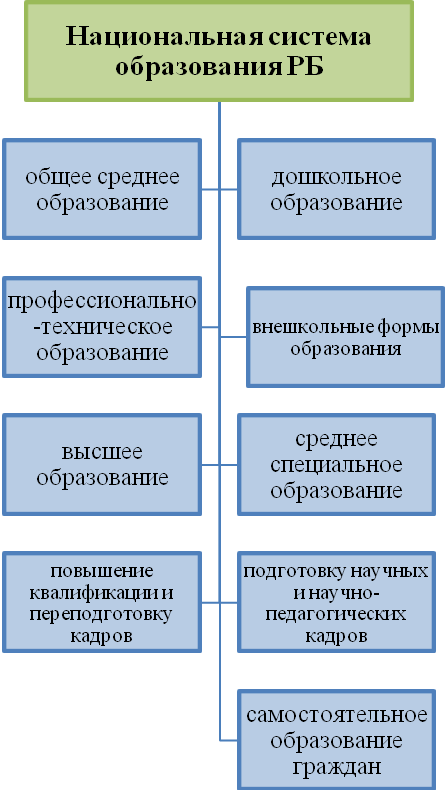 Национальная система
образования РБ
общее среднее
образование
дошкольное
образование
профессионально
-техническое
образование
внешкольные формы
образования
высшее
образование
среднее
специальное
образование
повышение
квалификации и
переподготовку
кадров
подготовку научных
и научно-
педагогических
кадров
самостоятельное
образование
граждан